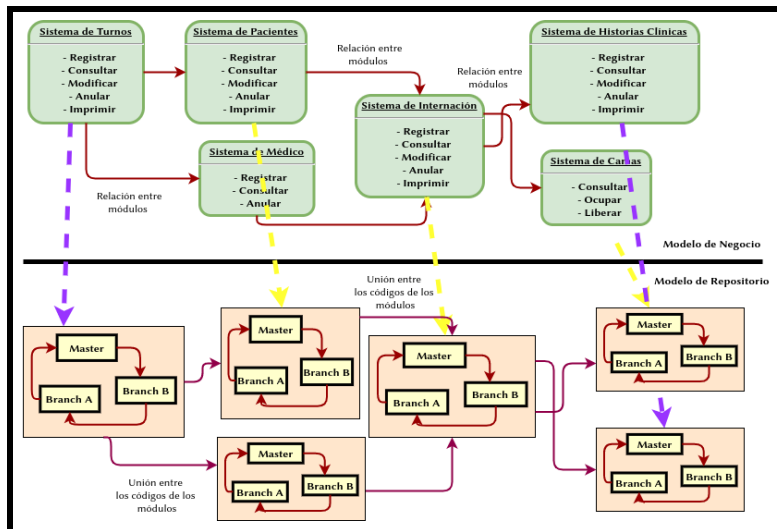 Sistema de Turnos
- Registrar
- Consultar
- Modificar
- Anular
- Imprimir
Sistema de Pacientes
- Registrar
- Consultar
- Modificar
- Anular
- Imprimir
Relación entre
módulos
Relación entre
módulos
Sistema de Historias Clínicas
- Registrar
- Consultar
- Modificar
- Anular
- Imprimir
Sistema de Internación
- Registrar
- Consultar
- Modificar
- Anular
- Imprimir
Sistema de Médico
- Registrar
- Consultar
- Anular
Relación entre
módulos
Sistema de Camas
- Consultar
- Ocupar
- Liberar
Modelo de Negocio
Modelo de Repositorio
Unión entre
los códigos de los
módulos
Master
Branch A
Branch B
Master
Branch A
Branch B
Master
Branch A
Branch B
Master
Branch A
Branch B
Unión entre
los códigos de los
módulos
Master
Branch A
Branch B
Master
Branch A
Branch B